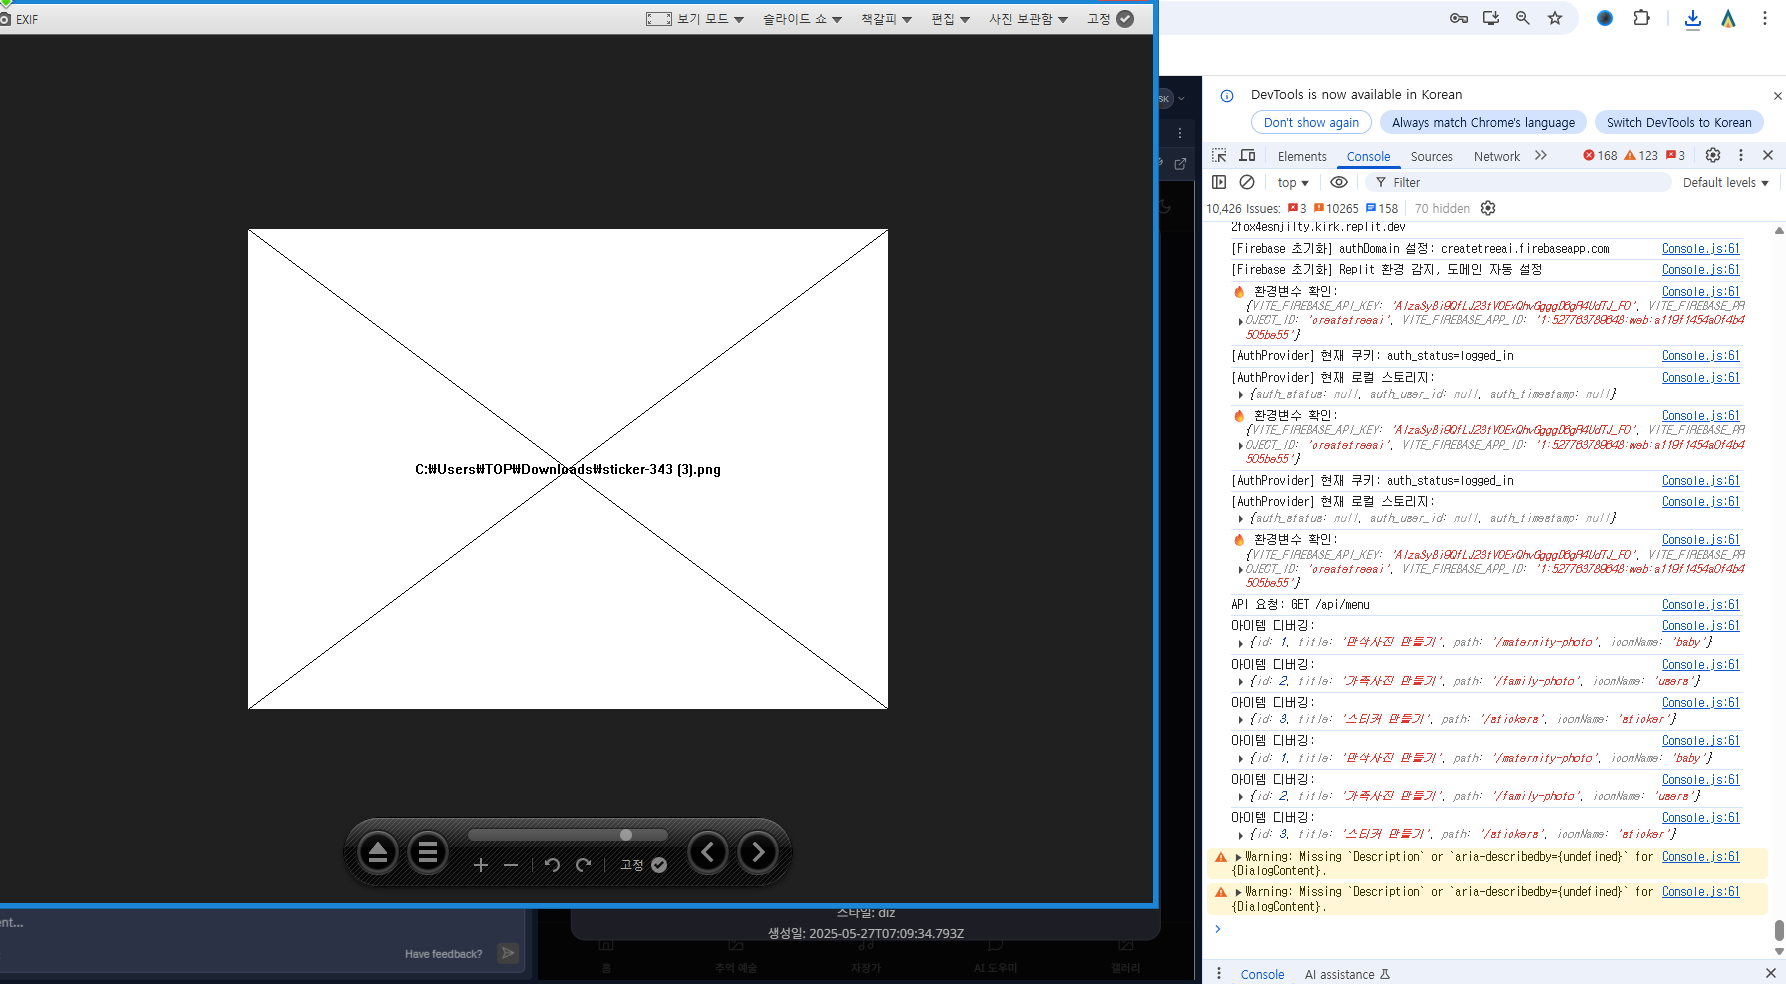 EXIF
보기 모드
슬라이드 쇼
책갈피
편집
사진 보관함
고정
C:₩Users₩TOP₩Downloads₩sticker-343 (3).png
고정
ent...
Have feedback?
스타일: diz
생성일: 2025-05-27T07:09:34.793Z
홈
추억 예술
자장가
AI 도우미
갤러리
SK
DevTools is now available in Korean
Don't show again
Always match Chrome's language
Switch DevTools to Korean
Elements
Console
Sources
Network
168
123
3
top
Filter
Default levels
10,426 Issues: 3 10265 158 70 hidden
2fox4esnjilty.kirk.replit.dev
[Firebase 초기화] authDomain 설정: createtreeai.firebaseapp.com Console.js:61
[Firebase 초기화] Replit 환경 감지, 도메인 자동 설정 Console.js:61
환경변수 확인: Console.js:61
OJECT_ID: 'createtreeai', VITE_FIREBASE_APP_ID: '1:527763789648:web:a119f1454a0f4b4
505be55'}
[AuthProvider] 현재 쿠키: auth_status=logged_in Console.js:61
[AuthProvider] 현재 로컬 스토리지: Console.js:61
{auth_status: null, auth_user_id: null, auth_timestamp: null}
환경변수 확인: Console.js:61
OJECT_ID: 'createtreeai', VITE_FIREBASE_APP_ID: '1:527763789648:web:a119f1454a0f4b4
505be55'}
[AuthProvider] 현재 쿠키: auth_status=logged_in Console.js:61
[AuthProvider] 현재 로컬 스토리지: Console.js:61
{auth_status: null, auth_user_id: null, auth_timestamp: null}
환경변수 확인: Console.js:61
OJECT_ID: 'createtreeai', VITE_FIREBASE_APP_ID: '1:527763789648:web:a119f1454a0f4b4
505be55'}
API 요청: GET /api/menu Console.js:61
아이템 디버깅: Console.js:61
{id: 1, title: '만삭사진 만들기', path: '/maternity-photo', iconName: 'baby'}
아이템 디버깅: Console.js:61
{id: 2, title: '가족사진 만들기', path: '/family-photo', iconName: 'users'}
아이템 디버깅: Console.js:61
{id: 3, title: '스티커 만들기', path: '/stickers', iconName: 'sticker'}
아이템 디버깅: Console.js:61
{id: 1, title: '만삭사진 만들기', path: '/maternity-photo', iconName: 'baby'}
아이템 디버깅: Console.js:61
{id: 2, title: '가족사진 만들기', path: '/family-photo', iconName: 'users'}
아이템 디버깅: Console.js:61
{id: 3, title: '스티커 만들기', path: '/stickers', iconName: 'sticker'}
Warning: Missing `Description` or `aria-describedby={undefined}` for Console.js:61
{DialogContent}.
Warning: Missing `Description` or `aria-describedby={undefined}` for Console.js:61
{DialogContent}.
Console
AI assistance